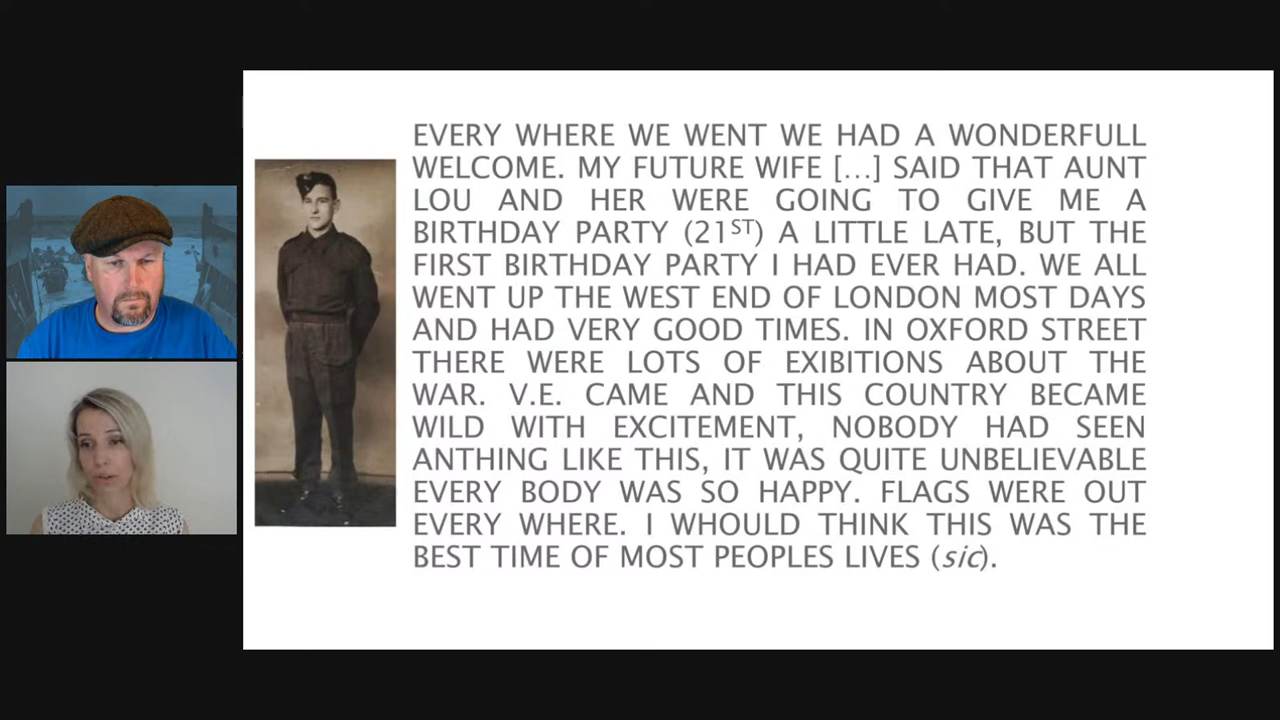 EVERY WHERE WE WENT WE HAD A WONDERFULL
WELCOME. MY FUTURE WIFE [...] SAID THAT AUNT
LOU AND HER WERE GOING TO GIVE ME A
BIRTHDAY PARTY (21ST) A LITTLE LATE, BUT THE
FIRST BIRTHDAY PARTY I HAD EVER HAD. WE ALL
WENT UP THE WEST END OF LONDON MOST DAYS
AND HAD VERY GOOD TIMES. IN OXFORD STREET
THERE WERE LOTS OF EXIBITIONS ABOUT THE
WAR. V.E. CAME AND THIS COUNTRY BECAME
WILD WITH EXCITEMENT, NOBODY HAD SEEN
ANTHING LIKE THIS, IT WAS QUITE UNBELIEVABLE
EVERY BODY WAS SO HAPPY. FLAGS WERE OUT
EVERY WHERE. I WHOULD THINK THIS WAS THE
BEST TIME OF MOST PEOPLES LIVES (sic).